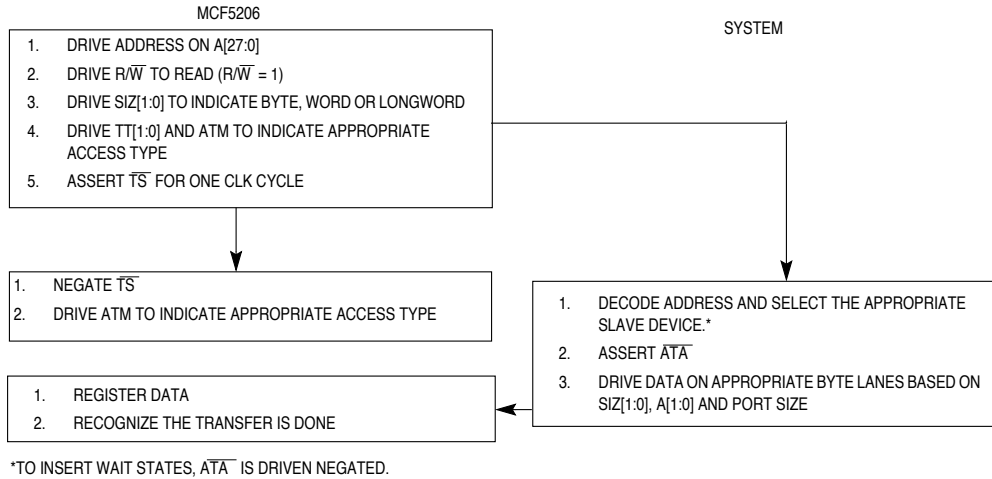 MCF5206
SYSTEM
1. DRIVE ADDRESS ON A[27:0]
2. DRIVE R/W̅ TO READ (R/W̅ = 1)
3. DRIVE SIZ[1:0] TO INDICATE BYTE, WORD OR LONGWORD
4. DRIVE TT[1:0] AND ATM TO INDICATE APPROPRIATE
ACCESS TYPE
5. ASSERT T̅S̅ FOR ONE CLK CYCLE
1. NEGATE T̅S̅
2. DRIVE ATM TO INDICATE APPROPRIATE ACCESS TYPE
1. DECODE ADDRESS AND SELECT THE APPROPRIATE
SLAVE DEVICE.*
2. ASSERT A̅T̅A̅
3. DRIVE DATA ON APPROPRIATE BYTE LANES BASED ON
SIZ[1:0], A[1:0] AND PORT SIZE
1. REGISTER DATA
2. RECOGNIZE THE TRANSFER IS DONE
*TO INSERT WAIT STATES, A̅T̅A̅ IS DRIVEN NEGATED.